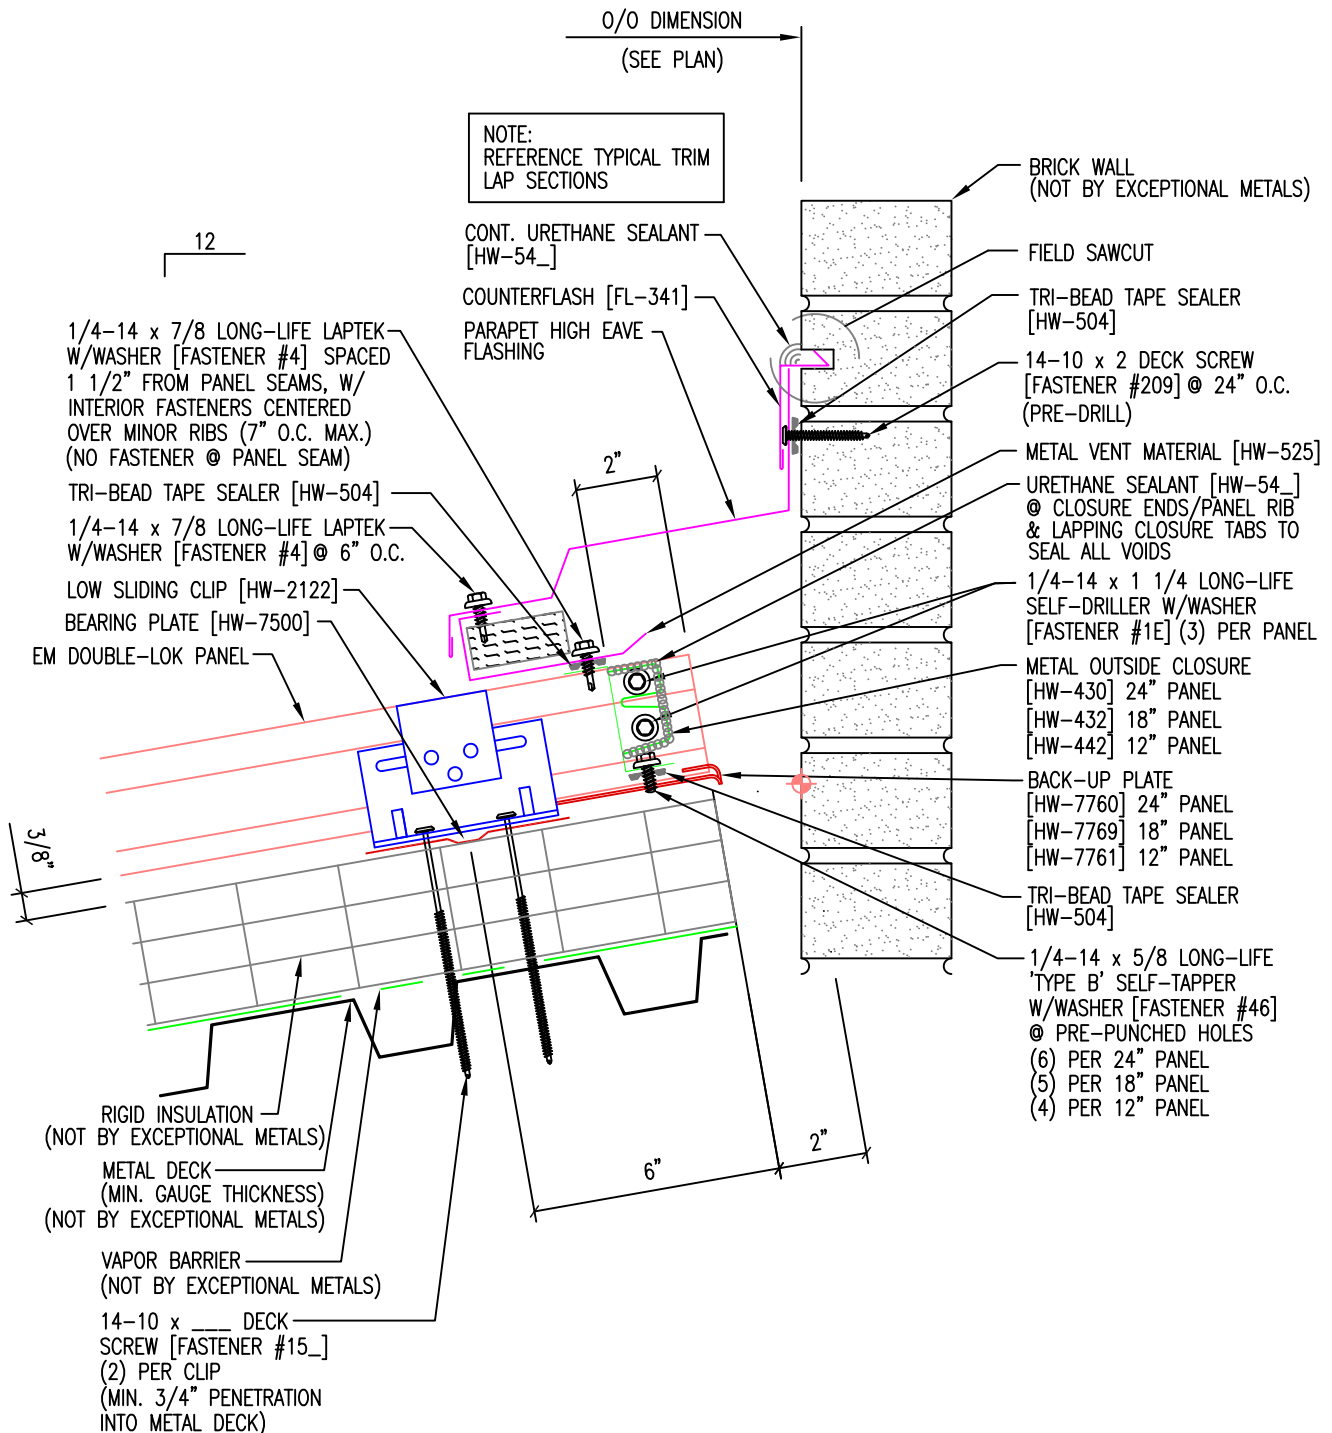 O/O DIMENSION
(SEE PLAN)
NOTE:
REFERENCE TYPICAL TRIM
LAP SECTIONS
12
CONT. URETHANE SEALANT
[HW-54_]
COUNTERFLASH [FL-341]
PARAPET HIGH EAVE
FLASHING
1/4-14 x 7/8 LONG-LIFE LAPTEK
W/WASHER [FASTENER #4] SPACED
1 1/2" FROM PANEL SEAMS, W/
INTERIOR FASTENERS CENTERED
OVER MINOR RIBS (7" O.C. MAX.)
(NO FASTENER @ PANEL SEAM)
TRI-BEAD TAPE SEALER [HW-504]
1/4-14 x 7/8 LONG-LIFE LAPTEK
W/WASHER [FASTENER #4] @ 6" O.C.
LOW SLIDING CLIP [HW-2122]
BEARING PLATE [HW-7500]
EM DOUBLE-LOK PANEL
2"
3/8"
BRICK WALL
(NOT BY EXCEPTIONAL METALS)
FIELD SAWCUT
TRI-BEAD TAPE SEALER
[HW-504]
14-10 x 2 DECK SCREW
[FASTENER #209] @ 24" O.C.
(PRE-DRILL)
METAL VENT MATERIAL [HW-525]
URETHANE SEALANT [HW-54_]
@ CLOSURE ENDS/PANEL RIB
& LAPPING CLOSURE TABS TO
SEAL ALL VOIDS
1/4-14 x 1 1/4 LONG-LIFE
SELF-DRILLER W/WASHER
[FASTENER #1E] (3) PER PANEL
METAL OUTSIDE CLOSURE
[HW-430] 24" PANEL
[HW-432] 18" PANEL
[HW-442] 12" PANEL
BACK-UP PLATE
[HW-7760] 24" PANEL
[HW-7769] 18" PANEL
[HW-7761] 12" PANEL
TRI-BEAD TAPE SEALER
[HW-504]
1/4-14 x 5/8 LONG-LIFE
'TYPE B' SELF-TAPPER
W/WASHER [FASTENER #46]
@ PRE-PUNCHED HOLES
(6) PER 24" PANEL
(5) PER 18" PANEL
(4) PER 12" PANEL
RIGID INSULATION
(NOT BY EXCEPTIONAL METALS)
METAL DECK
(MIN. GAUGE THICKNESS)
(NOT BY EXCEPTIONAL METALS)
VAPOR BARRIER
(NOT BY EXCEPTIONAL METALS)
14-10 x ___ DECK
SCREW [FASTENER #15_]
(2) PER CLIP
(MIN. 3/4" PENETRATION
INTO METAL DECK)
6"
2"